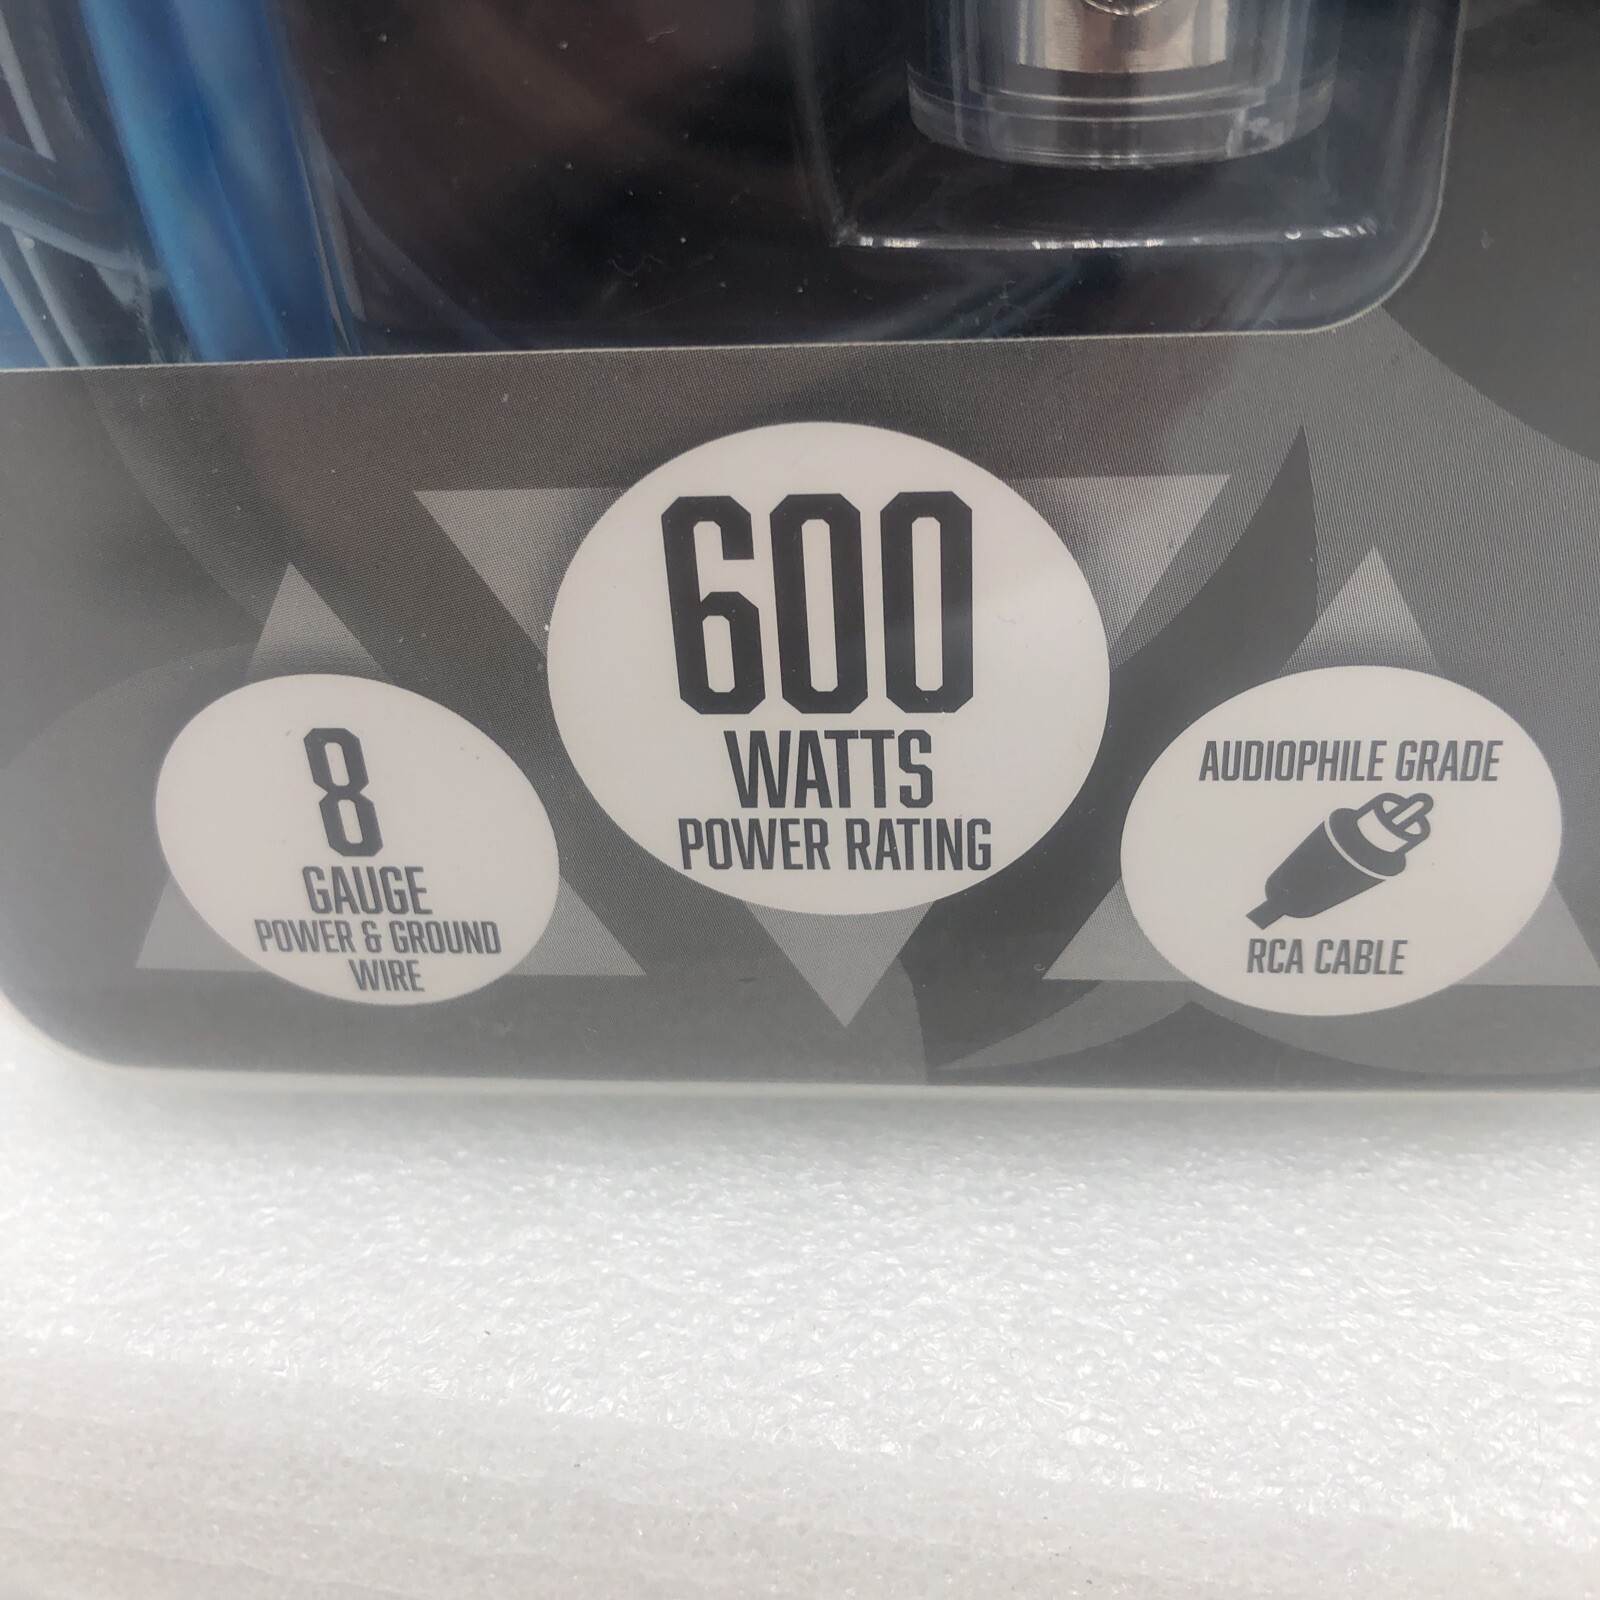 8
GAUGE
POWER & GROUND
WIRE
600
WATTS
POWER RATING
AUDIOPHILE GRADE
RCA CABLE